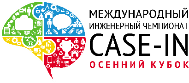 МЕЖДУНАРОДНЫЙ
ИНЖЕНЕРНЫЙ ЧЕМПИОНАТ
CASE-IN
ОСЕННИЙ КУБОК